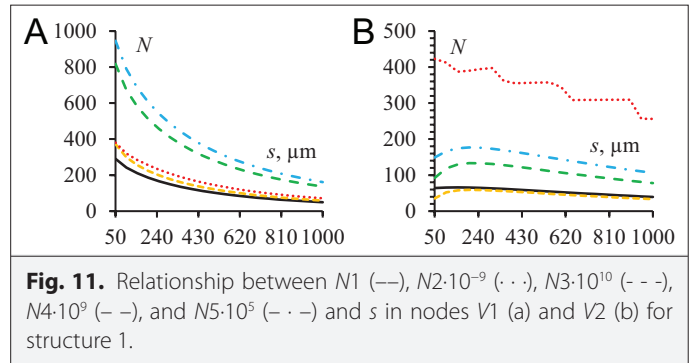 A
B
N
1000
800
600
400
200
0
s, μm
50 240 430 620 810 1000
N
500
400
300
200
100
0
s, μm
50 240 430 620 810 1000
Fig. 11. Relationship between N1 (––), N2·10⁻⁹ (· · ·), N3·10¹⁰ (- - -),
N4·10⁹ (– –), and N5·10⁵ (– · –) and s in nodes V1 (a) and V2 (b) for
structure 1.